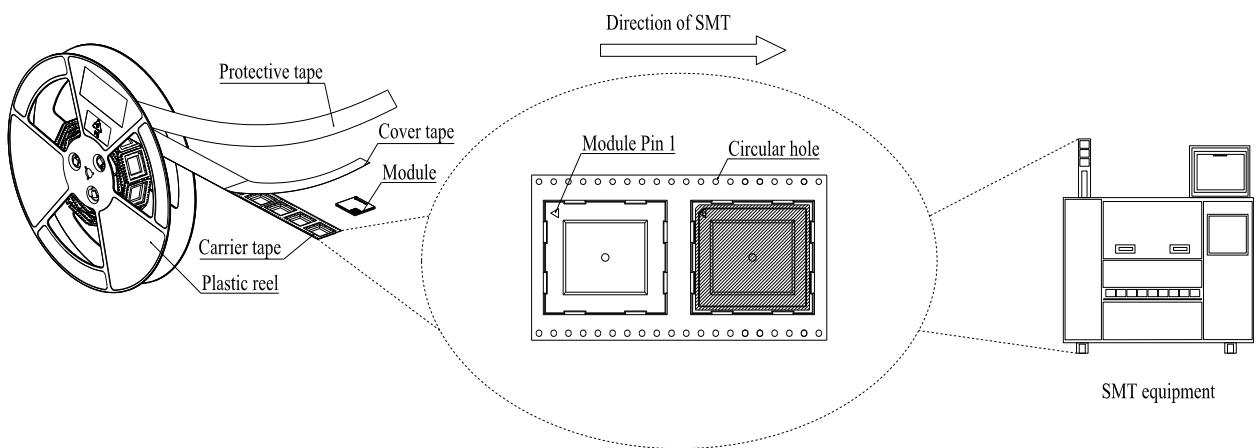 Direction of SMT
Protective tape
Cover tape
Module
Module Pin 1
Circular hole
Carrier tape
Plastic reel
SMT equipment